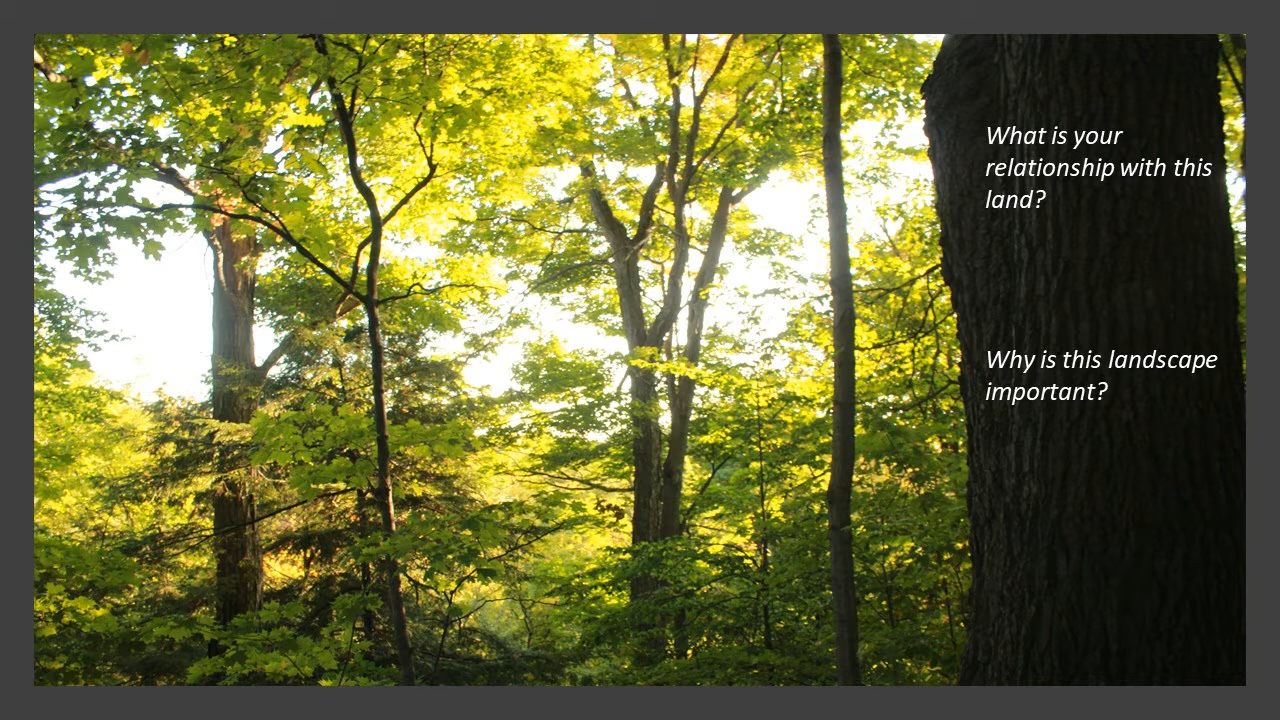 What is your
relationship with this
land?
Why is this landscape
important?